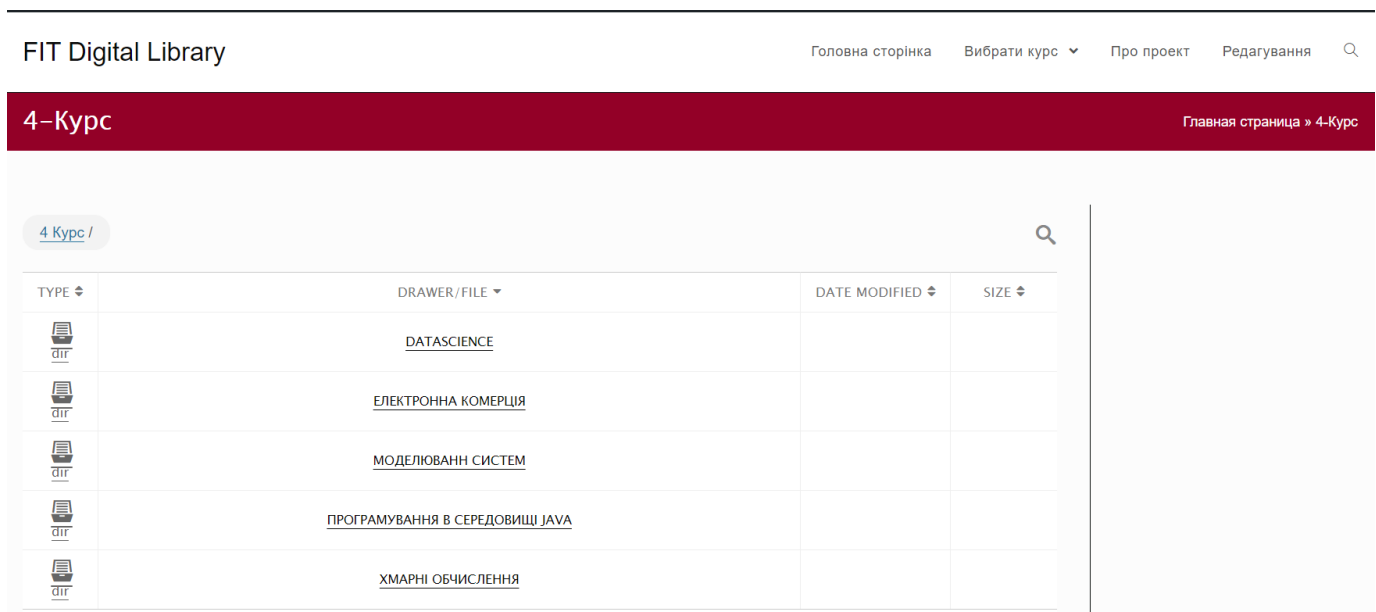 FIT Digital Library
Головна сторінка Вибрати курс Про проект Редагування
4-Курс
Главная страница » 4-Курс
4 Курс /
TYPE DRAWER/FILE DATE MODIFIED SIZE
dir DATASCIENCE
dir ЕЛЕКТРОННА КОМЕРЦІЯ
dir МОДЕЛЮВАНН СИСТЕМ
dir ПРОГРАМУВАННЯ В СЕРЕДОВИЩІ JAVA
dir ХМАРНІ ОБЧИСЛЕННЯ